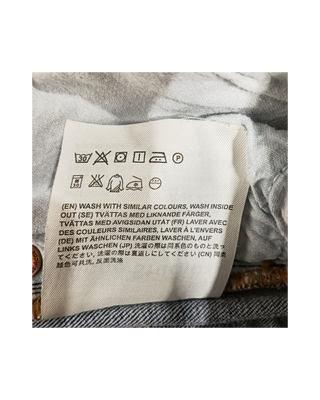 (EN) WASH WITH SIMILAR COLOURS, WASH INSIDE
OUT (SE) TVÄTTAS MED LIKNANDE FÄRGER,
TVÄTTAS MED AVIGSIDAN UTÅT (FR) LAVER AVEC
DES COULEURS SIMILAIRES, LAVER À L'ENVERS
(DE) MIT ÄHNLICHEN FARBEN WASCHEN, AUF
LINKS WASCHEN (JP) 洗濯の際は同系色のものと洗っ
てください, 洗濯の際は裏返しにしてください (CN) 同类
颜色可共洗, 反面洗涤